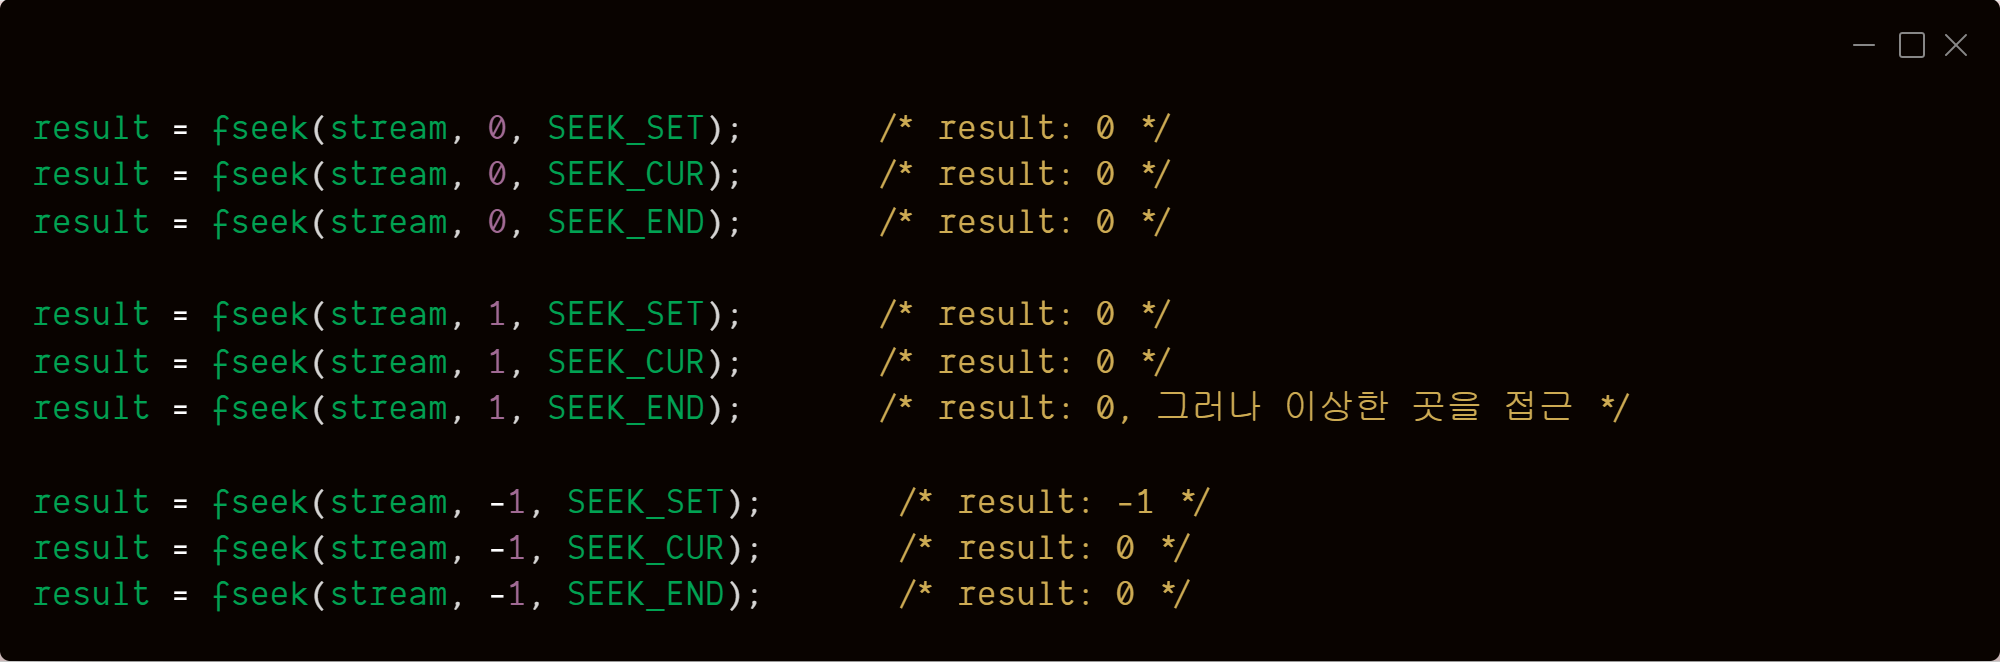 result = fseek(stream, 0, SEEK_SET);       /* result: 0 */
result = fseek(stream, 0, SEEK_CUR);       /* result: 0 */
result = fseek(stream, 0, SEEK_END);       /* result: 0 */
result = fseek(stream, 1, SEEK_SET);       /* result: 0 */
result = fseek(stream, 1, SEEK_CUR);       /* result: 0 */
result = fseek(stream, 1, SEEK_END);       /* result: 0, 그러나 이상한 곳을 접근 */
result = fseek(stream, -1, SEEK_SET);       /* result: -1 */
result = fseek(stream, -1, SEEK_CUR);       /* result: 0 */
result = fseek(stream, -1, SEEK_END);       /* result: 0 */